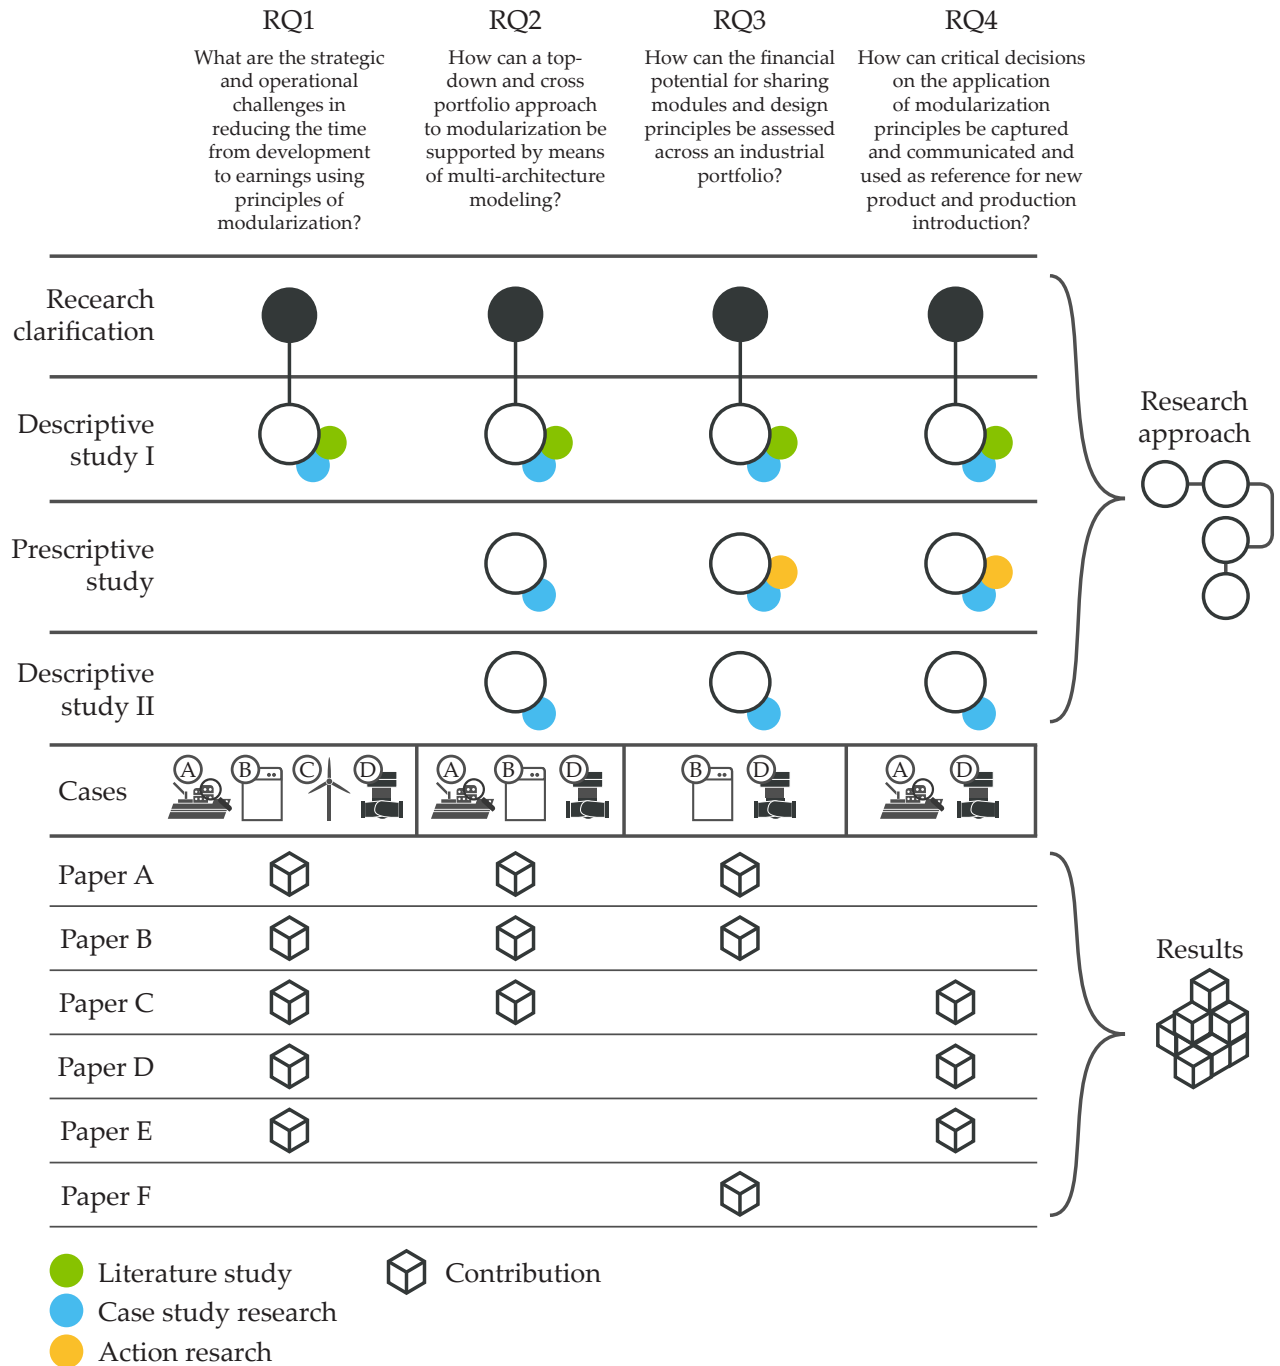 RQ1
What are the strategic
and operational
challenges in
reducing the time
from development
to earnings using
principles of
modularization?
RQ2
How can a top-
down and cross
portfolio approach
to modularization be
supported by means
of multi-architecture
modeling?
RQ3
How can the financial
potential for sharing
modules and design
principles be assessed
across an industrial
portfolio?
RQ4
How can critical decisions
on the application
of modularization
principles be captured
and communicated and
used as reference for new
product and production
introduction?
Recearch
clarification
Descriptive
study I
Prescriptive
study
Descriptive
study II
Research
approach
Cases
A
B
C
D
A
B
D
B
D
A
D
Paper A
Paper B
Paper C
Paper D
Paper E
Paper F
Results
Literature study
Contribution
Case study research
Action resarch